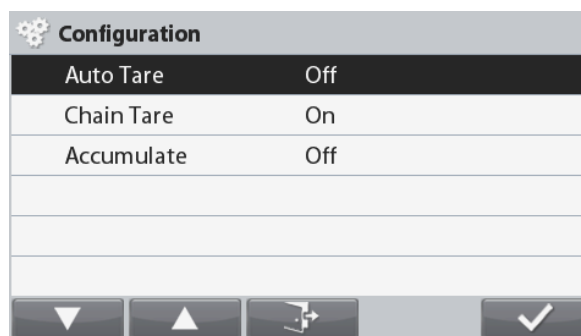 Configuration
Auto Tare Off
Chain Tare On
Accumulate Off